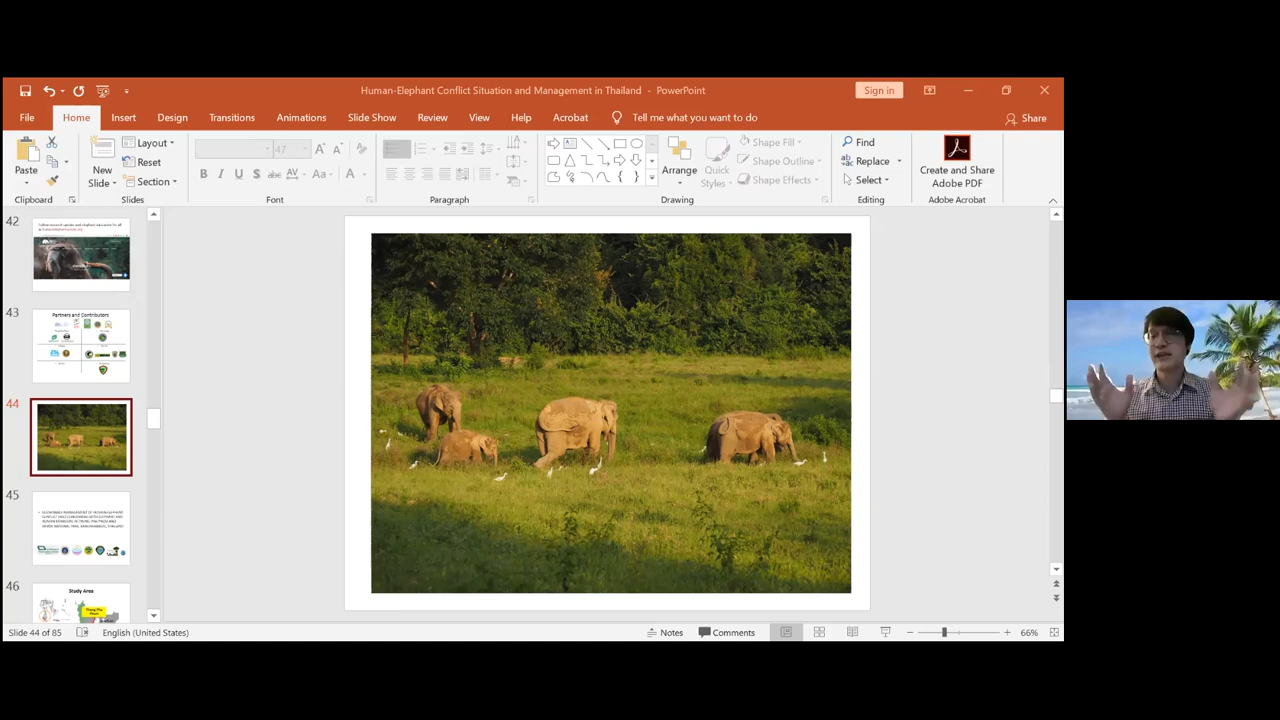 Human-Elephant Conflict Situation and Management in Thailand - PowerPoint
Sign in
File Home Insert Design Transitions Animations Slide Show Review View Help Acrobat Tell me what you want to do Share
Paste
Clipboard
New Slide
Layout
Reset
Section
Slides
47
B U S abc AV Aa A
Font
Paragraph
Arrange
Quick Styles
Shape Fill
Shape Outline
Shape Effects
Drawing
Find
Replace
Select
Editing
Create and Share Adobe PDF
Adobe Acrobat
42
43
Partners and Contributors
44
45
46
Study Area
Slide 44 of 85 English (United States) Notes Comments 66%